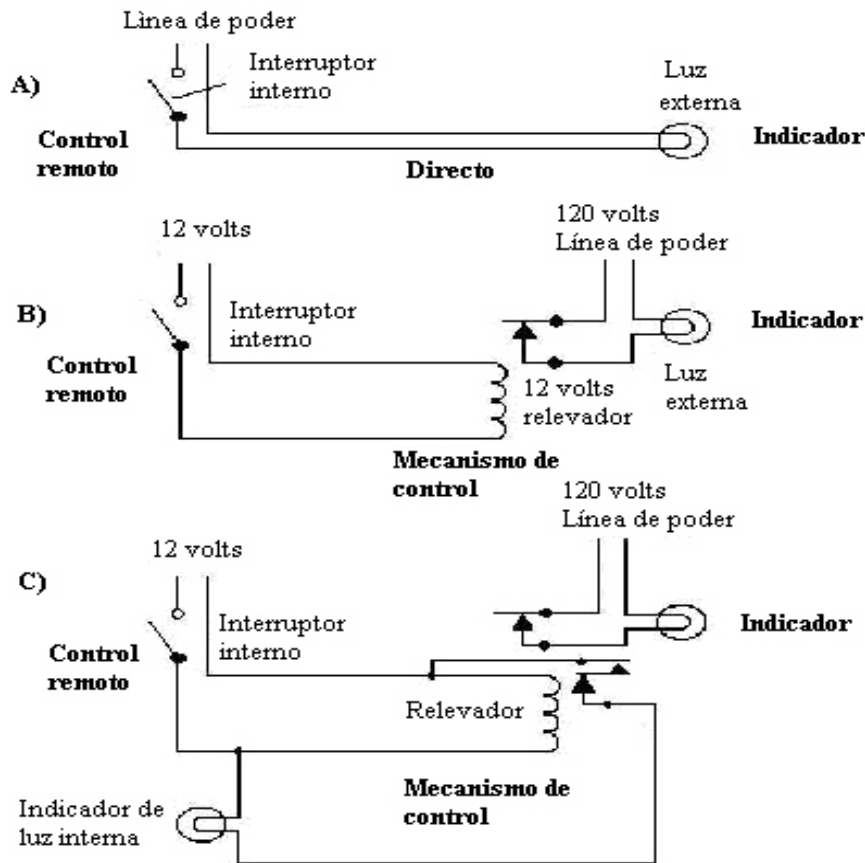 Lìnea de poder
Interruptor
interno
Luz
externa
A)
Control
remoto
Directo
Indicador
12 volts
120 volts
Línea de poder
B)
Interruptor
interno
Control
remoto
Indicador
12 volts
relevador
Luz
externa
Mecanismo de
control
120 volts
Línea de poder
12 volts
C)
Interruptor
interno
Control
remoto
Indicador
Relevador
Mecanismo de
control
Indicador de
luz interna